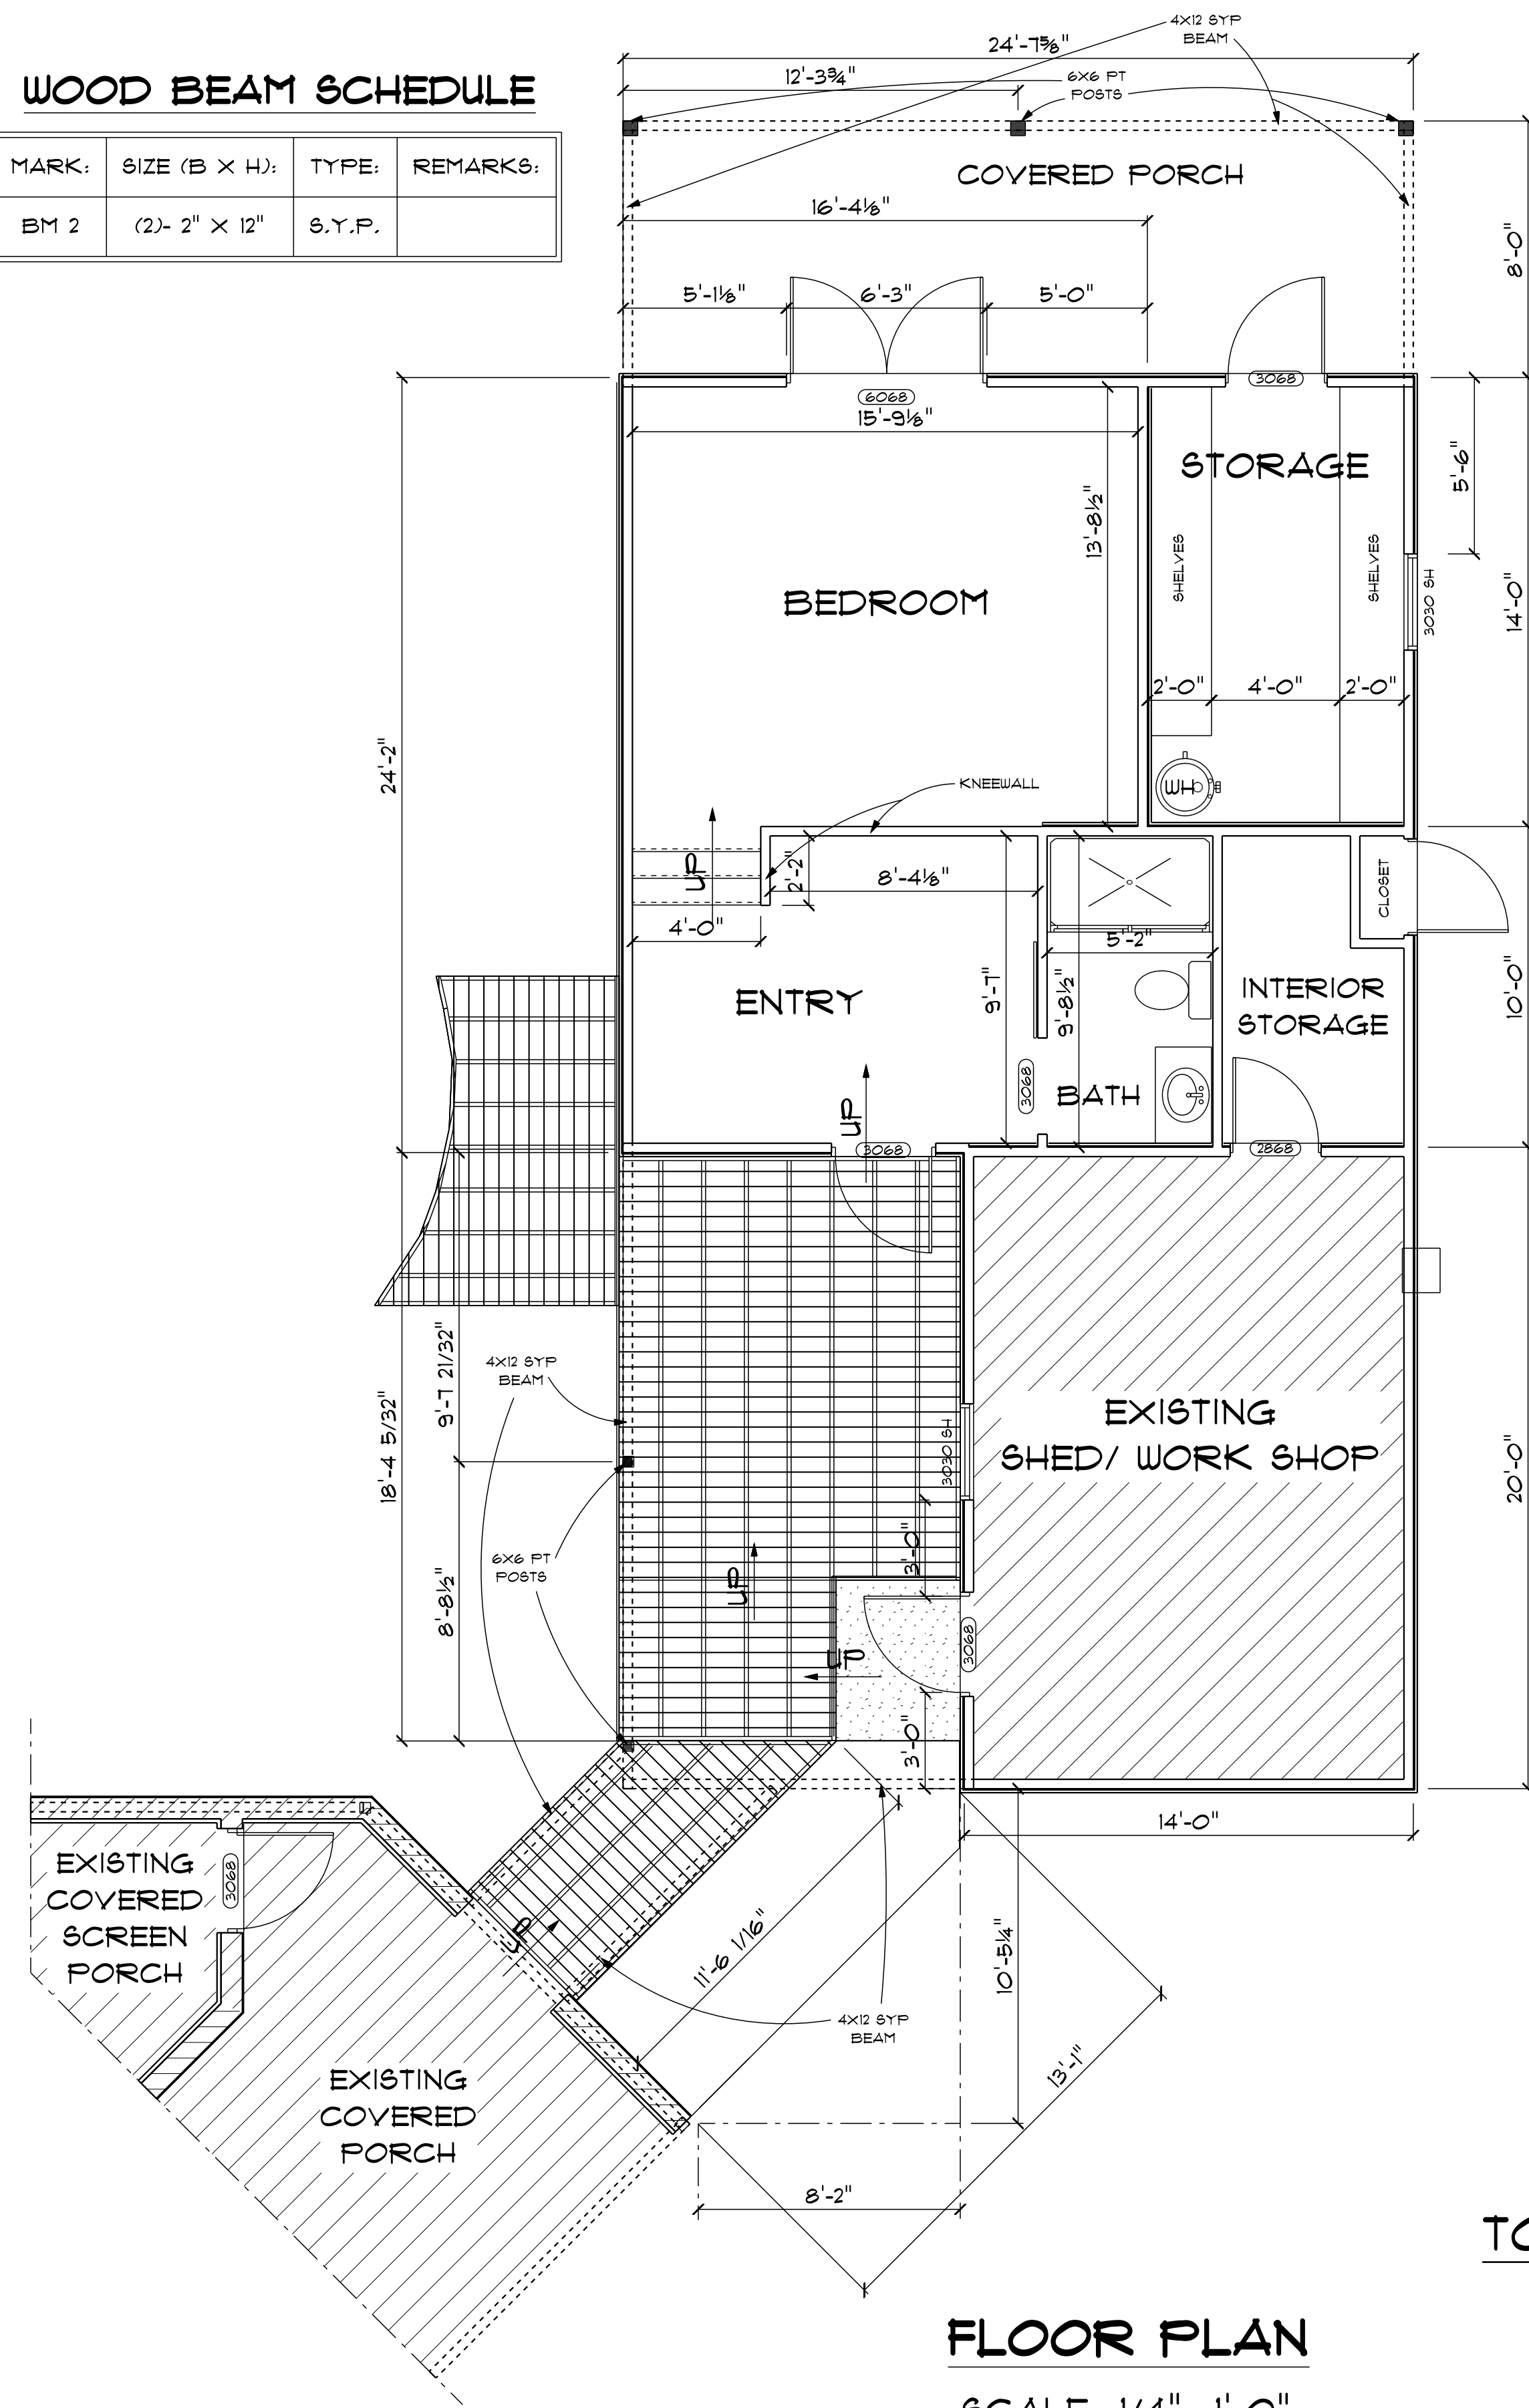 WOOD BEAM SCHEDULE
MARK: SIZE (B X H): TYPE: REMARKS:
BM 2 (2)- 2" X 12" S.Y.P.
4X12 SYP
BEAM
24'-7⅝"
12'-3¾"
6X6 PT
POSTS
COVERED PORCH
16'-4⅛"
8'-0"
5'-1⅛" 6'-3" 5'-0"
6068
3068
15'-9⅛"
STORAGE
5'-6"
13'-8½"
SHELVES
SHELVES
3030 SH
14'-0"
BEDROOM
2'-0" 4'-0" 2'-0"
24'-2"
KNEEWALL
WH
UP
2'-2"
8'-4⅛"
CLOSET
4'-0"
5'-2"
ENTRY
9'-7"
9'-8½"
INTERIOR
STORAGE
10'-0"
3068
BATH
UP
3068
2868
9'-7 21/32"
4X12 SYP
BEAM
18'-4 5/32"
3030 SH
EXISTING
SHED/ WORK SHOP
20'-0"
3'-0"
6X6 PT
POSTS
8'-8½"
UP
UP
3068
3'-0"
14'-0"
EXISTING
COVERED
SCREEN
PORCH
3068
UP
11'-6 1/16"
10'-5¼"
4X12 SYP
BEAM
13'-1"
EXISTING
COVERED
PORCH
8'-2"
FLOOR PLAN
SCALE: 1/4"=1'-0"